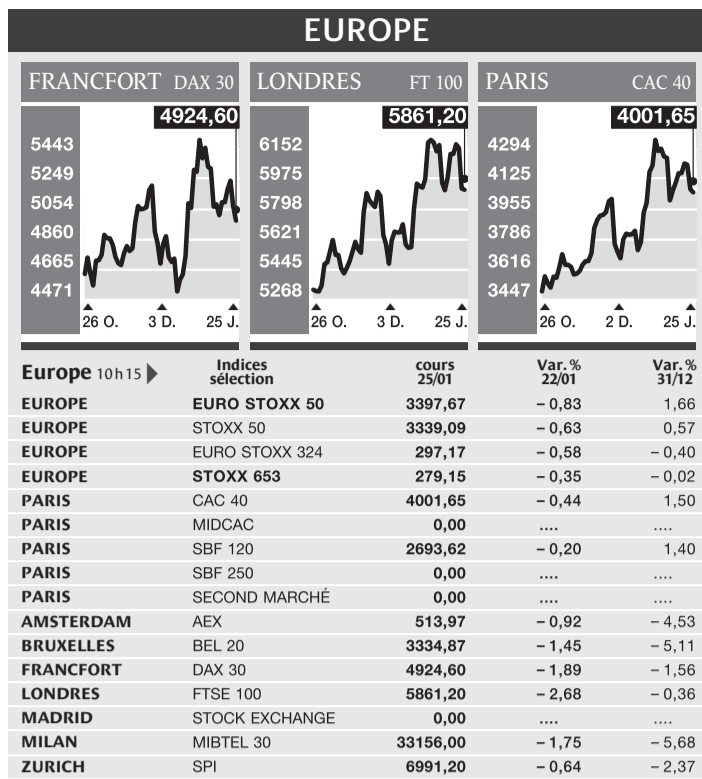 EUROPE
FRANCFORT DAX 30
4924,60
5443
5249
5054
4860
4665
4471
26 O. 3 D. 25 J.
LONDRES FT 100
5861,20
6152
5975
5798
5621
5445
5268
26 O. 3 D. 25 J.
PARIS CAC 40
4001,65
4294
4125
3955
3786
3616
3447
26 O. 2 D. 25 J.
Europe 10h15 Indices sélection cours 25/01 Var. % 22/01 Var. % 31/12
EUROPE EURO STOXX 50 3397,67 – 0,83 1,66
EUROPE STOXX 50 3339,09 – 0,63 0,57
EUROPE EURO STOXX 324 297,17 – 0,58 – 0,40
EUROPE STOXX 653 279,15 – 0,35 – 0,02
PARIS CAC 40 4001,65 – 0,44 1,50
PARIS MIDCAC 0,00 .... ....
PARIS SBF 120 2693,62 – 0,20 1,40
PARIS SBF 250 0,00 .... ....
PARIS SECOND MARCHÉ 0,00 .... ....
AMSTERDAM AEX 513,97 – 0,92 – 4,53
BRUXELLES BEL 20 3334,87 – 1,45 – 5,11
FRANCFORT DAX 30 4924,60 – 1,89 – 1,56
LONDRES FTSE 100 5861,20 – 2,68 – 0,36
MADRID STOCK EXCHANGE 0,00 .... ....
MILAN MIBTEL 30 33156,00 – 1,75 – 5,68
ZURICH SPI 6991,20 – 0,64 – 2,37